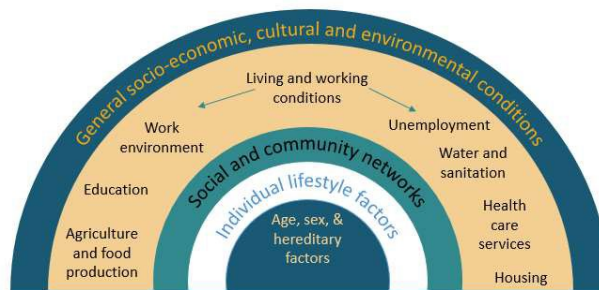 General socio-economic, cultural and environmental conditions
Living and working
conditions
Work
environment
Unemployment
Water and
sanitation
Education
Health
care
services
Agriculture
and food
production
Housing
Social and community networks
Individual lifestyle factors
Age, sex, &
hereditary
factors